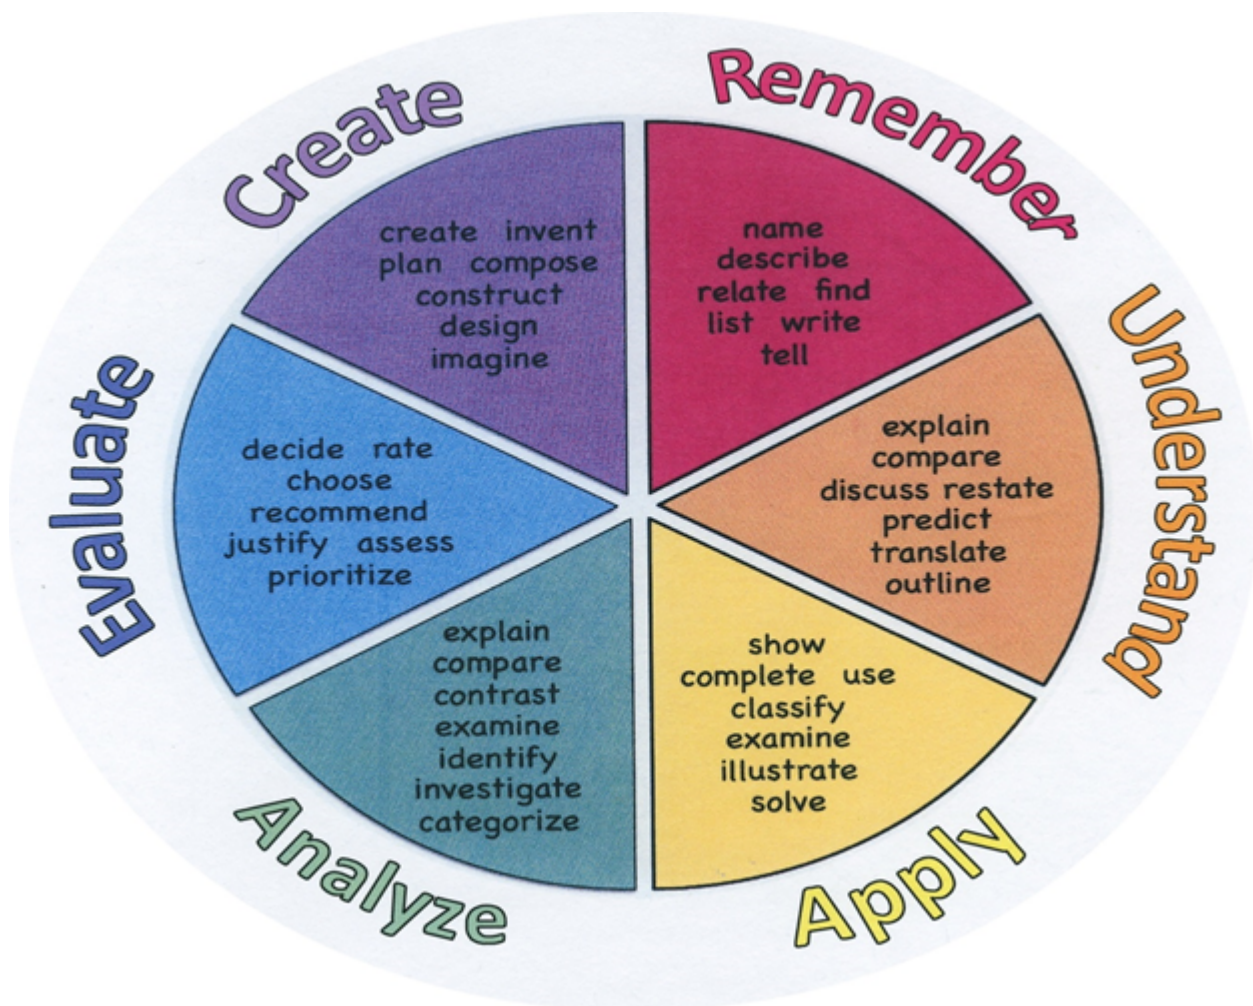 Remember
name
describe
relate find
list write
tell
Understand
explain
compare
discuss restate
predict
translate
outline
Apply
show
complete use
classify
examine
illustrate
solve
Analyze
explain
compare
contrast
examine
identify
investigate
categorize
Evaluate
decide rate
choose
recommend
justify assess
prioritize
Create
create invent
plan compose
construct
design
imagine